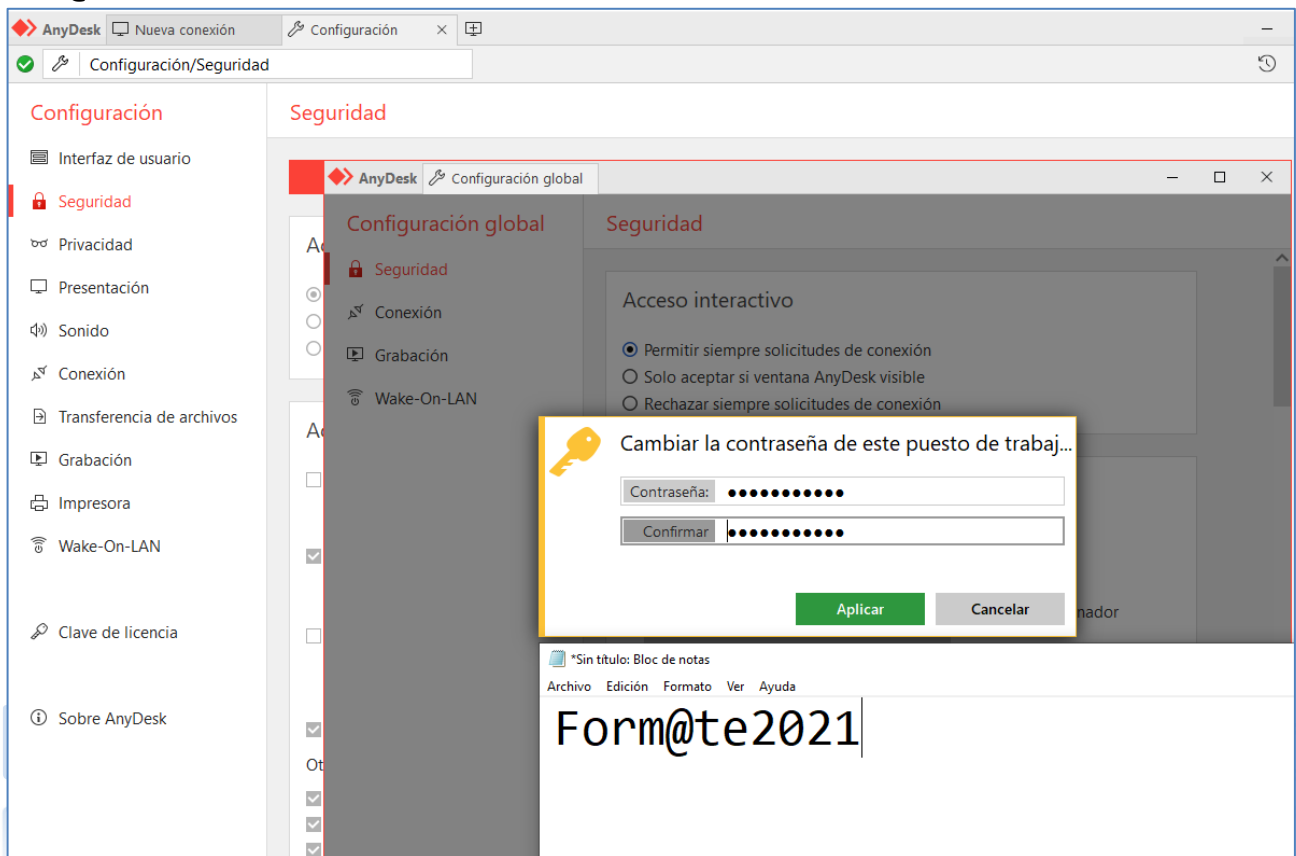 AnyDesk Nueva conexión Configuración
Configuración/Seguridad
Configuración
Interfaz de usuario
Seguridad
Privacidad
Presentación
Sonido
Conexión
Transferencia de archivos
Grabación
Impresora
Wake-On-LAN
Clave de licencia
Sobre AnyDesk
Seguridad
AnyDesk Configuración global
Configuración global
Seguridad
Conexión
Grabación
Wake-On-LAN
Seguridad
Acceso interactivo
Permitir siempre solicitudes de conexión
Solo aceptar si ventana AnyDesk visible
Rechazar siempre solicitudes de conexión
Cambiar la contraseña de este puesto de trabaj...
Contraseña: ●●●●●●●●●●●
Confirmar ●●●●●●●●●●●
Aplicar Cancelar
nador
*Sin título: Bloc de notas
Archivo Edición Formato Ver Ayuda
Form@te2021